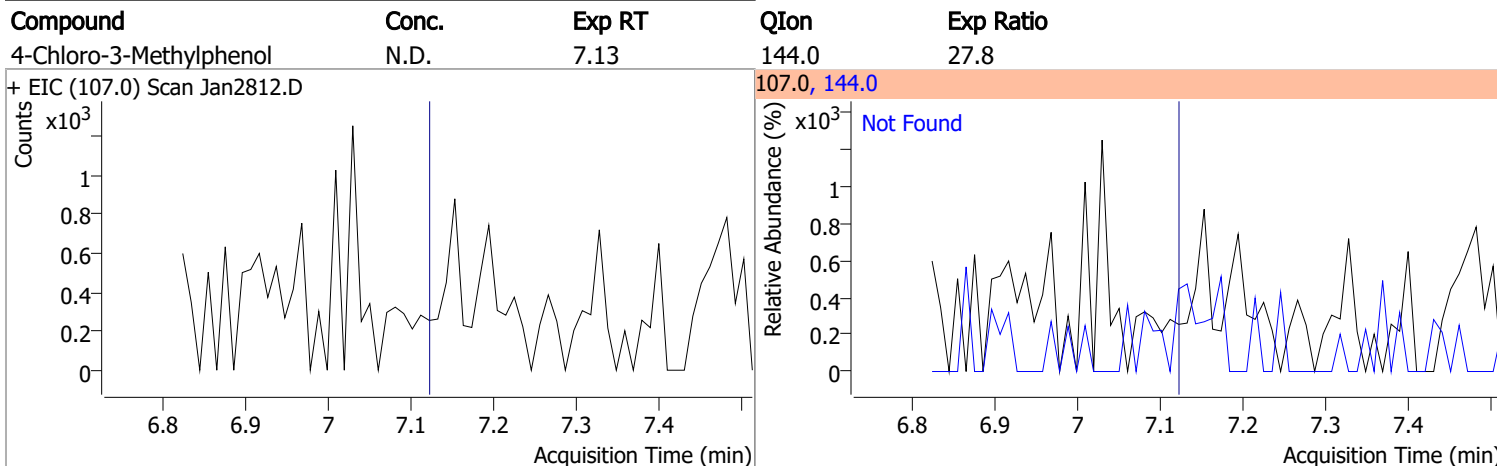 Compound Conc. Exp RT QIon Exp Ratio
4-Chloro-3-Methylphenol N.D. 7.13 144.0 27.8
+ EIC (107.0) Scan Jan2812.D
Counts
x10³
1
0.8
0.6
0.4
0.2
0
6.8 6.9 7 7.1 7.2 7.3 7.4
Acquisition Time (min)
107.0, 144.0
Relative Abundance (%)
x10³
Not Found
1
0.8
0.6
0.4
0.2
0
6.8 6.9 7 7.1 7.2 7.3 7.4
Acquisition Time (min)